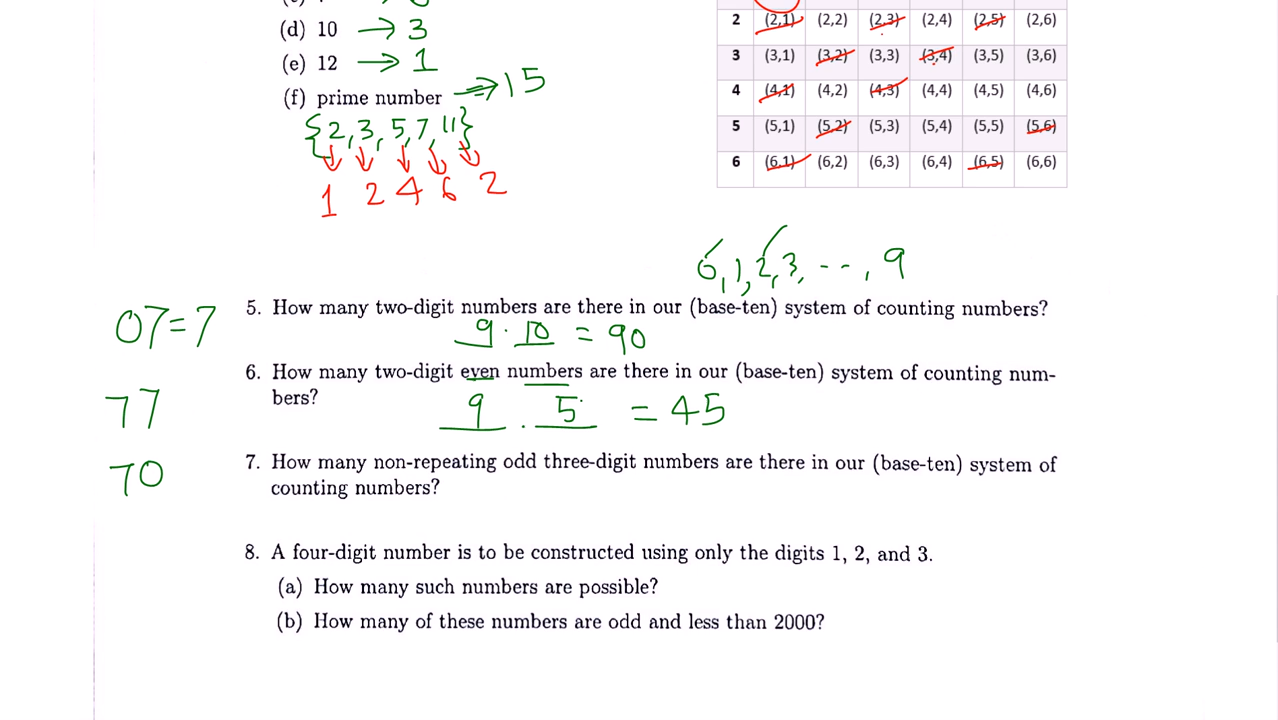 (d) 10 → 3
(e) 12 → 1
(f) prime number ⇒ 15
{2, 3, 5, 7, 11}
1 2 4 6 2
2 (2,1) (2,2) (2,3) (2,4) (2,5) (2,6)
3 (3,1) (3,2) (3,3) (3,4) (3,5) (3,6)
4 (4,1) (4,2) (4,3) (4,4) (4,5) (4,6)
5 (5,1) (5,2) (5,3) (5,4) (5,5) (5,6)
6 (6,1) (6,2) (6,3) (6,4) (6,5) (6,6)
0, 1, 2, 3, ..., 9
5. How many two-digit numbers are there in our (base-ten) system of counting numbers?
07 = 7
9 · 10 = 90
6. How many two-digit even numbers are there in our (base-ten) system of counting num-
bers?
77
9 · 5 = 45
70
7. How many non-repeating odd three-digit numbers are there in our (base-ten) system of
counting numbers?
8. A four-digit number is to be constructed using only the digits 1, 2, and 3.
(a) How many such numbers are possible?
(b) How many of these numbers are odd and less than 2000?